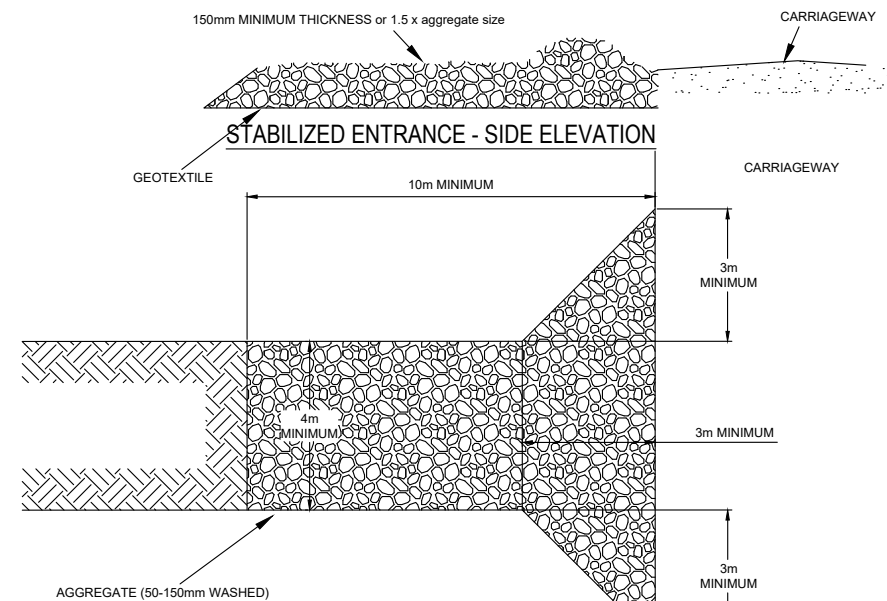 150mm MINIMUM THICKNESS or 1.5 x aggregate size
CARRIAGEWAY
STABILIZED ENTRANCE - SIDE ELEVATION
GEOTEXTILE
CARRIAGEWAY
10m MINIMUM
3m
MINIMUM
4m
MINIMUM
3m MINIMUM
3m
MINIMUM
AGGREGATE (50-150mm WASHED)